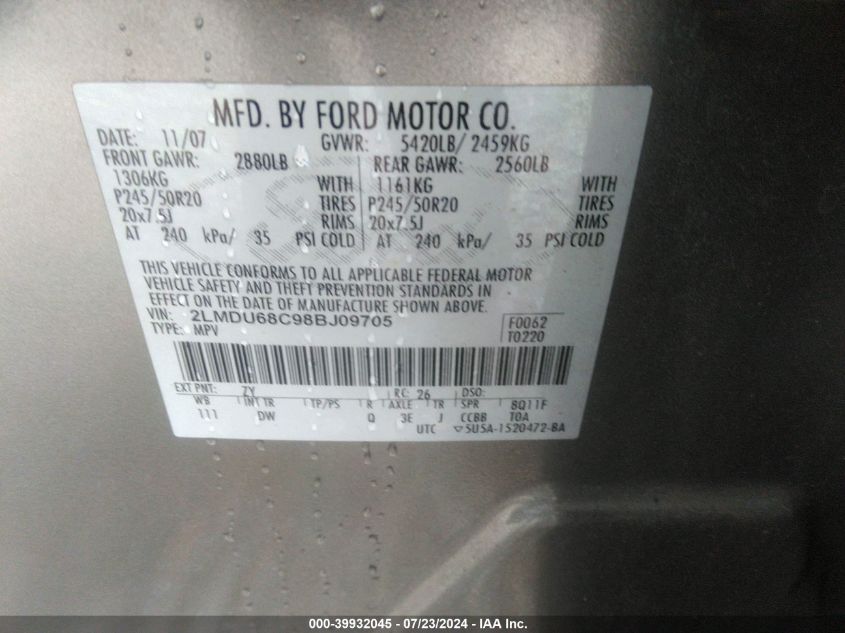 MFD. BY FORD MOTOR CO.
DATE: 11/07 GVWR: 5420LB/ 2459KG
FRONT GAWR: 2880LB REAR GAWR: 2560LB
1306KG WITH 1161KG WITH
P245/50R20 TIRES P245/50R20 TIRES
20x7.5J RIMS 20x7.5J RIMS
AT 240 kPa/ 35 PSI COLD AT 240 kPa/ 35 PSI COLD
THIS VEHICLE CONFORMS TO ALL APPLICABLE FEDERAL MOTOR
VEHICLE SAFETY AND THEFT PREVENTION STANDARDS IN
EFFECT ON THE DATE OF MANUFACTURE SHOWN ABOVE.
VIN: 2LMDU68C98BJ09705 F0062
TYPE: MPV T0220
EXT PNT: ZY RC: 26 DSO:
WB INT TR TP/PS R AXLE TR SPR 8Q11F
111 DW Q 3E J CCBB T0A
UTC ▽5U5A-1520472-BA
000-39932045 - 07/23/2024 - IAA Inc.